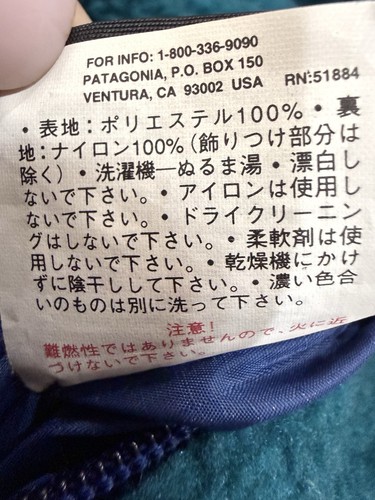 FOR INFO: 1-800-336-9090
PATAGONIA, P.O. BOX 150
VENTURA, CA 93002 USA RN:51884
・表地：ポリエステル100%・裏
地：ナイロン100%(飾りつけ部分は
除く)・洗濯機—ぬるま湯・漂白し
ないで下さい。・アイロンは使用し
ないで下さい。・ドライクリーニン
グはしないで下さい。・柔軟剤は使
用しないで下さい。・乾燥機にかけ
ずに陰干しして下さい。・濃い色合
いのものは別に洗って下さい。
注意!
難燃性ではありませんので、火に近
づけないで下さい。